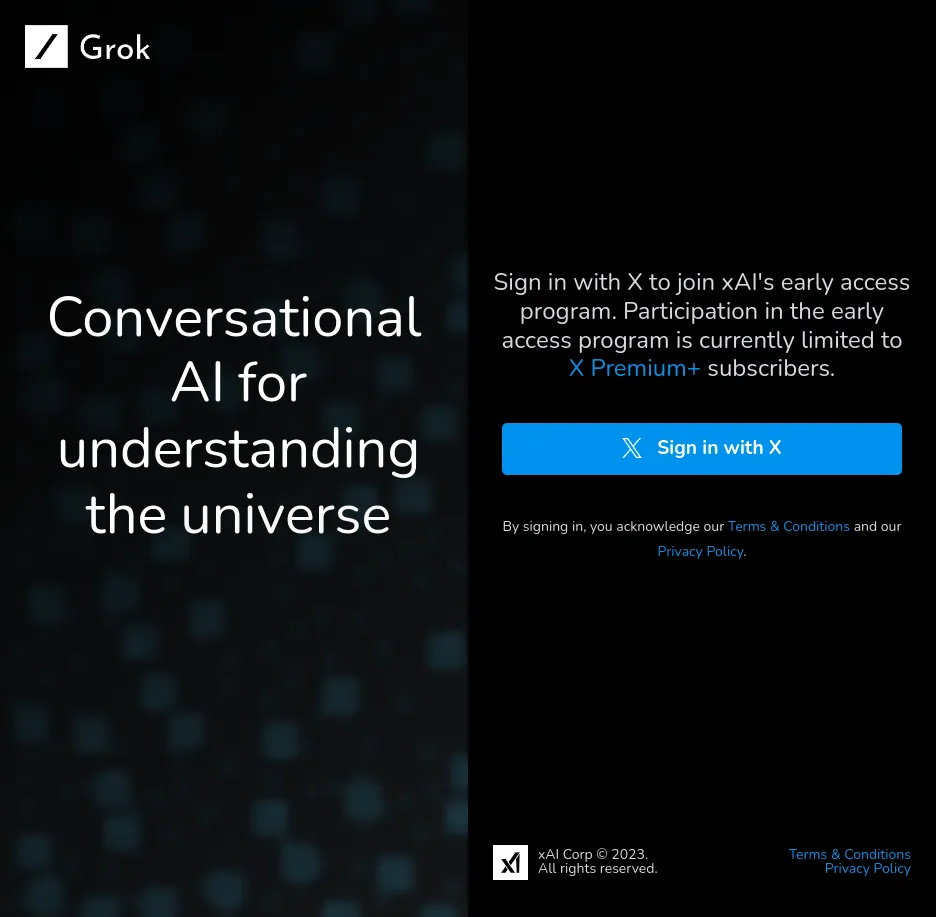 Grok
Conversational
AI for
understanding
the universe
Sign in with X to join xAI's early access
program. Participation in the early
access program is currently limited to
X Premium+ subscribers.
Sign in with X
By signing in, you acknowledge our Terms & Conditions and our
Privacy Policy.
xAI Corp © 2023.
All rights reserved.
Terms & Conditions
Privacy Policy